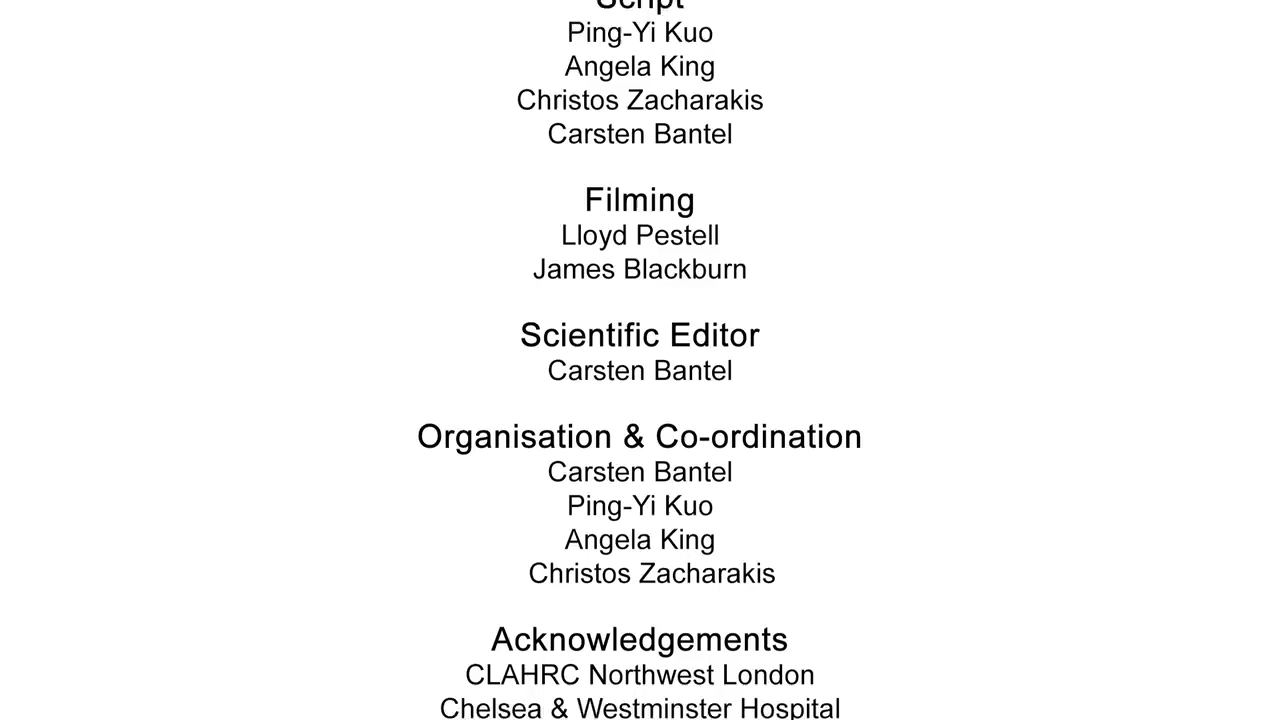 Script
Ping-Yi Kuo
Angela King
Christos Zacharakis
Carsten Bantel
Filming
Lloyd Pestell
James Blackburn
Scientific Editor
Carsten Bantel
Organisation & Co-ordination
Carsten Bantel
Ping-Yi Kuo
Angela King
Christos Zacharakis
Acknowledgements
CLAHRC Northwest London
Chelsea & Westminster Hospital